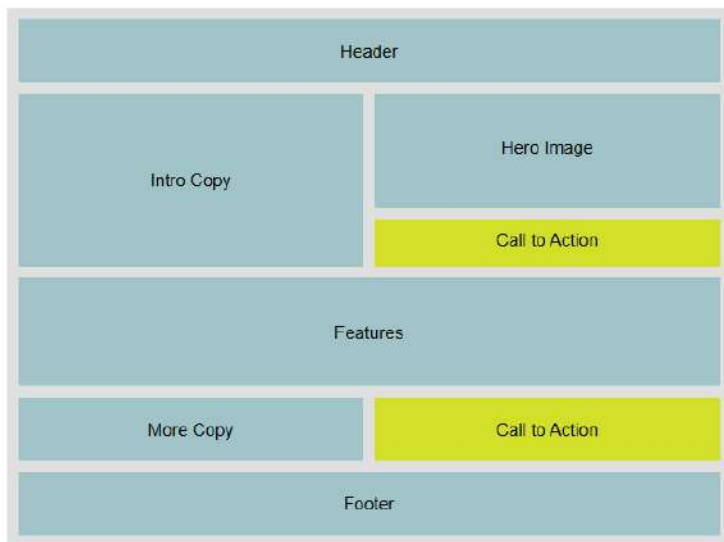 Header
Intro Copy
Hero Image
Call to Action
Features
More Copy
Call to Action
Footer